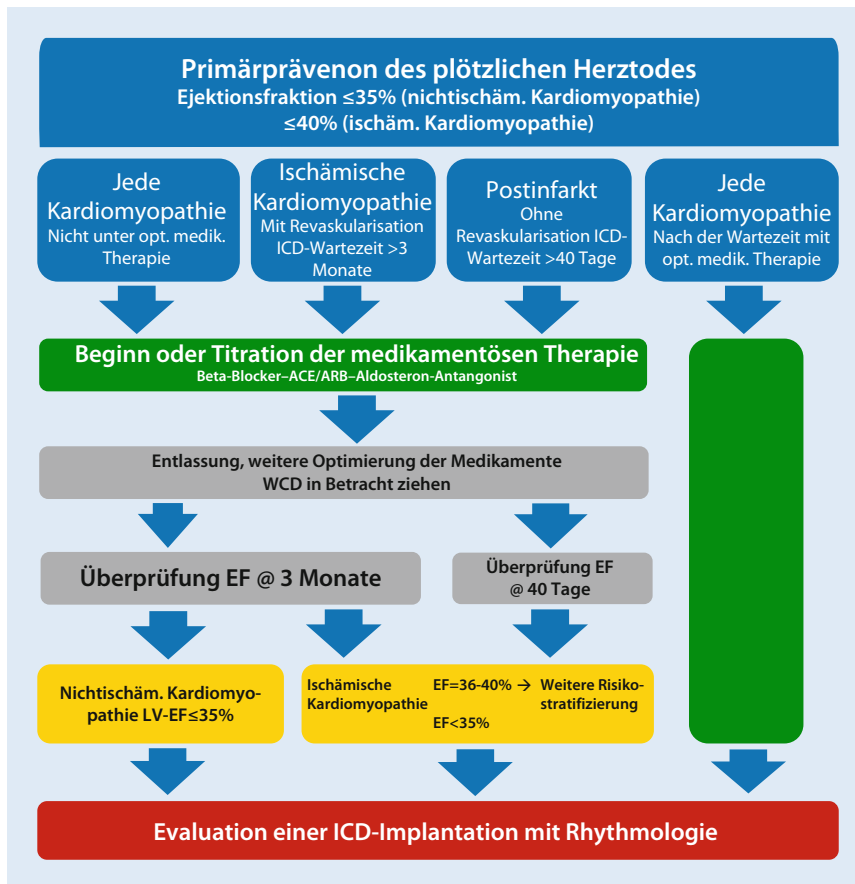 Primärprävenon des plötzlichen Herztodes
Ejektionsfraktion ≤35% (nichtischäm. Kardiomyopathie)
≤40% (ischäm. Kardiomyopathie)
Jede
Kardiomyopathie
Nicht unter opt. medik.
Therapie
Ischämische
Kardiomyopathie
Mit Revaskularisation
ICD-Wartezeit >3
Monate
Postinfarkt
Ohne
Revaskularisation ICD-
Wartezeit >40 Tage
Jede
Kardiomyopathie
Nach der Wartezeit mit
opt. medik. Therapie
Beginn oder Titration der medikamentösen Therapie
Beta-Blocker–ACE/ARB–Aldosteron-Antangonist
Entlassung, weitere Optimierung der Medikamente
WCD in Betracht ziehen
Überprüfung EF @ 3 Monate
Überprüfung EF
@ 40 Tage
Nichtischäm. Kardiomyo-
pathie LV-EF≤35%
Ischämische EF=36-40% → Weitere Risiko-
Kardiomyopathie stratifizierung
EF<35%
Evaluation einer ICD-Implantation mit Rhythmologie